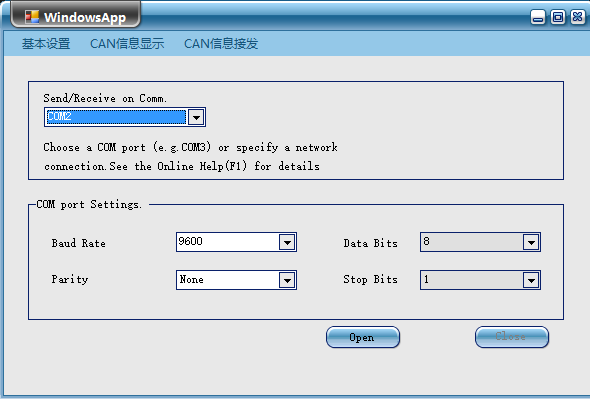 WindowsApp
基本设置 CAN信息显示 CAN信息接发
Send/Receive on Comm.
COM2
Choose a COM port (e.g.COM3) or specify a network
connection.See the Online Help(F1) for details
COM port Settings.
Baud Rate 9600 Data Bits 8
Parity None Stop Bits 1
Open Close